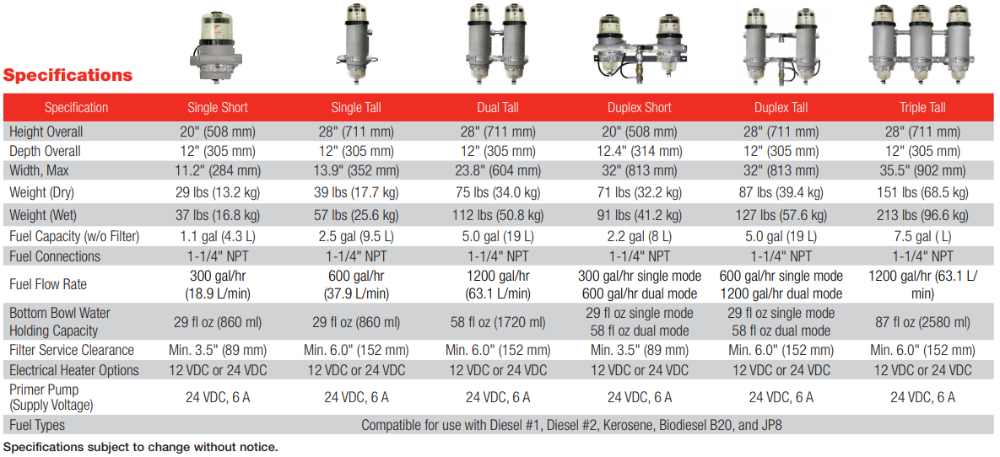 Specifications
Specification Single Short Single Tall Dual Tall Duplex Short Duplex Tall Triple Tall
Height Overall 20" (508 mm) 28" (711 mm) 28" (711 mm) 20" (508 mm) 28" (711 mm) 28" (711 mm)
Depth Overall 12" (305 mm) 12" (305 mm) 12" (305 mm) 12.4" (314 mm) 12" (305 mm) 12" (305 mm)
Width, Max 11.2" (284 mm) 13.9" (352 mm) 23.8" (604 mm) 32" (813 mm) 32" (813 mm) 35.5" (902 mm)
Weight (Dry) 29 lbs (13.2 kg) 39 lbs (17.7 kg) 75 lbs (34.0 kg) 71 lbs (32.2 kg) 87 lbs (39.4 kg) 151 lbs (68.5 kg)
Weight (Wet) 37 lbs (16.8 kg) 57 lbs (25.6 kg) 112 lbs (50.8 kg) 91 lbs (41.2 kg) 127 lbs (57.6 kg) 213 lbs (96.6 kg)
Fuel Capacity (w/o Filter) 1.1 gal (4.3 L) 2.5 gal (9.5 L) 5.0 gal (19 L) 2.2 gal (8 L) 5.0 gal (19 L) 7.5 gal ( L)
Fuel Connections 1-1/4" NPT 1-1/4" NPT 1-1/4" NPT 1-1/4" NPT 1-1/4" NPT 1-1/4" NPT
Fuel Flow Rate
300 gal/hr 600 gal/hr 1200 gal/hr 300 gal/hr single mode 600 gal/hr single mode 1200 gal/hr (63.1 L/
(18.9 L/min) (37.9 L/min) (63.1 L/min) 600 gal/hr dual mode 1200 gal/hr dual mode min)
Bottom Bowl Water 29 fl oz single mode 29 fl oz single mode
Holding Capacity 29 fl oz (860 ml) 29 fl oz (860 ml) 58 fl oz (1720 ml) 58 fl oz dual mode 58 fl oz dual mode 87 fl oz (2580 ml)
Filter Service Clearance Min. 3.5" (89 mm) Min. 6.0" (152 mm) Min. 6.0" (152 mm) Min. 3.5" (89 mm) Min. 6.0" (152 mm) Min. 6.0" (152 mm)
Electrical Heater Options 12 VDC or 24 VDC 12 VDC or 24 VDC 12 VDC or 24 VDC 12 VDC or 24 VDC 12 VDC or 24 VDC 12 VDC or 24 VDC
Primer Pump
(Supply Voltage) 24 VDC, 6 A 24 VDC, 6 A 24 VDC, 6 A 24 VDC, 6 A 24 VDC, 6 A 24 VDC, 6 A
Fuel Types Compatible for use with Diesel #1, Diesel #2, Kerosene, Biodiesel B20, and JP8
Specifications subject to change without notice.